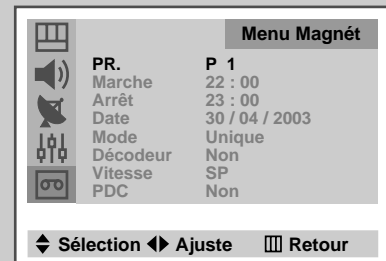 Menu Magnét
PR. P 1
Marche 22 : 00
Arrêt 23 : 00
Date 30 / 04 / 2003
Mode Unique
Décodeur Non
Vitesse SP
PDC Non
Sélection Ajuste Retour